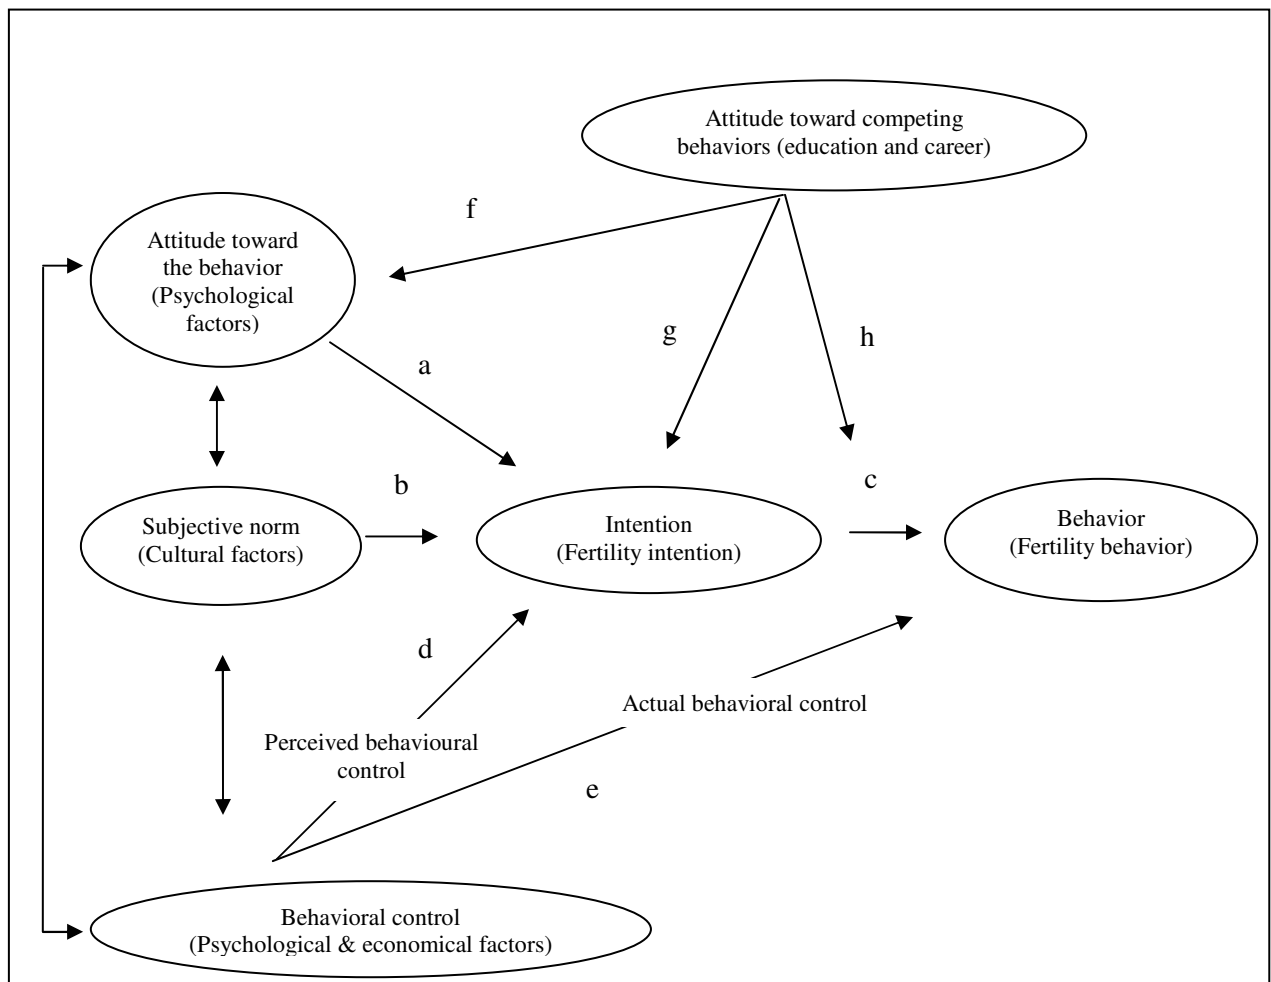 Attitude toward competing
behaviors (education and career)
f
Attitude toward
the behavior
(Psychological
factors)
g
h
a
b
c
Subjective norm
(Cultural factors)
Intention
(Fertility intention)
Behavior
(Fertility behavior)
d
Actual behavioral control
Perceived behavioural
control
e
Behavioral control
(Psychological & economical factors)